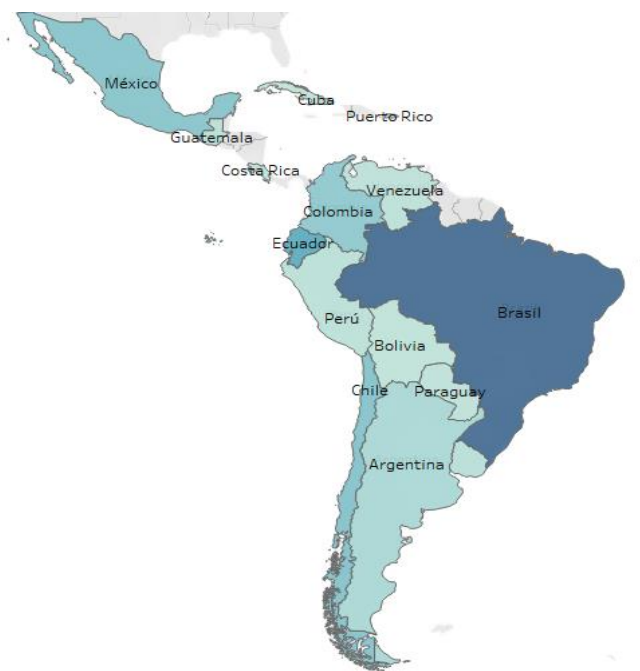 México
Cuba
Puerto Rico
Guatemala
Costa Rica
Venezuela
Colombia
Ecuador
Brasil
Perú
Bolivia
Chile
Paraguay
Argentina